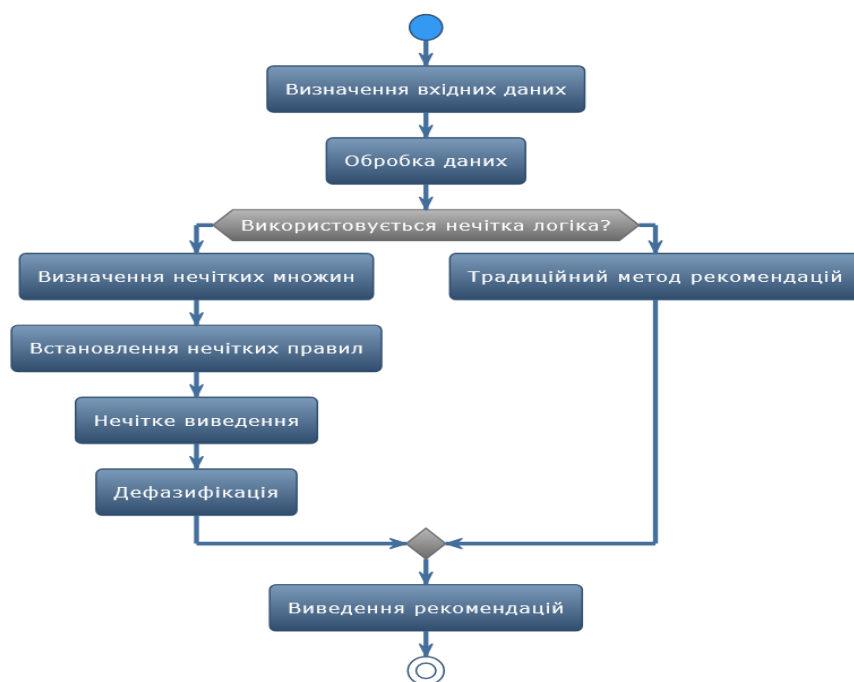 Визначення вхідних даних
Обробка даних
Використовується нечітка логіка?
Визначення нечітких множин
Традиційний метод рекомендацій
Встановлення нечітких правил
Нечітке виведення
Дефазифікація
Виведення рекомендацій